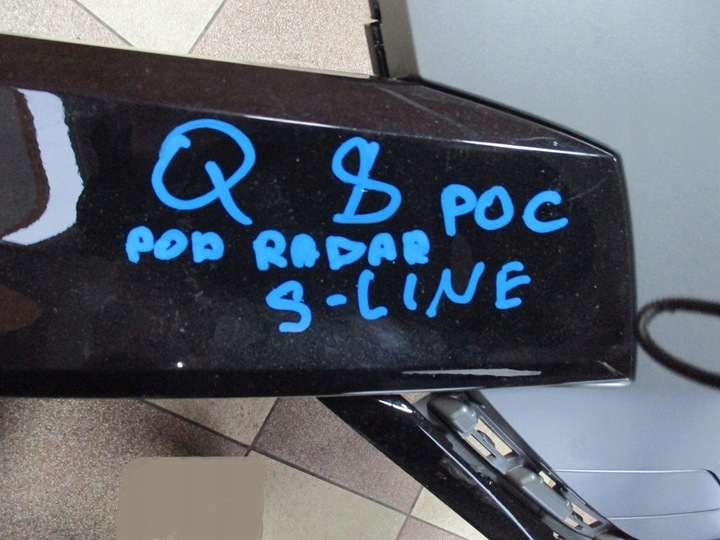 Q 8 POC
POD RADAR
S-LINE